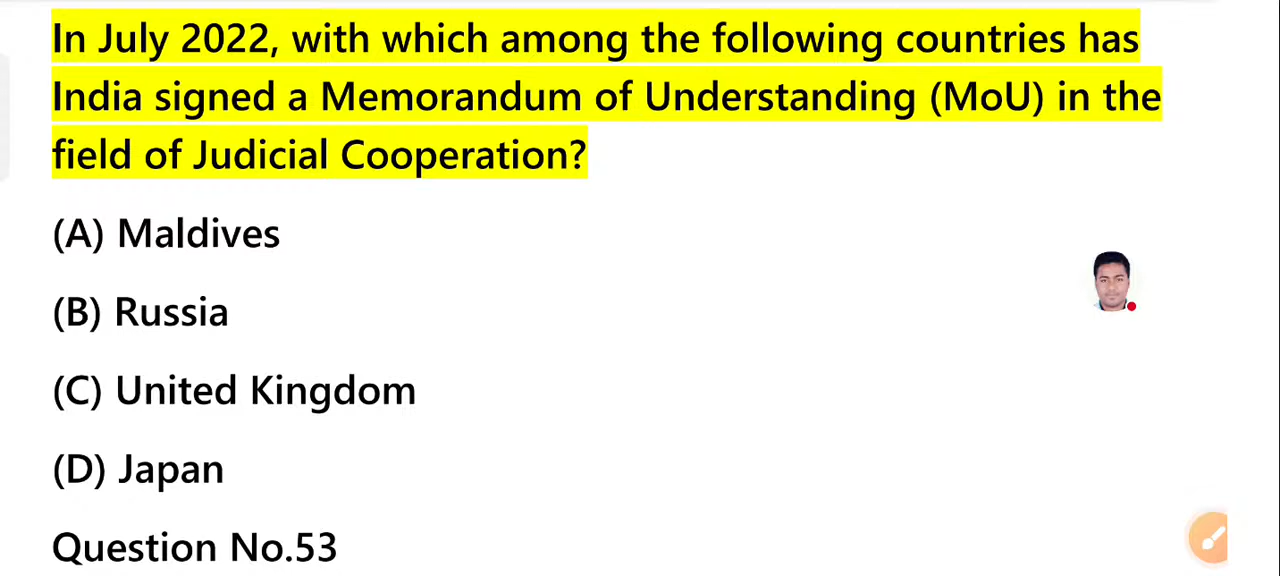 In July 2022, with which among the following countries has
India signed a Memorandum of Understanding (MoU) in the
field of Judicial Cooperation?
(A) Maldives
(B) Russia
(C) United Kingdom
(D) Japan
Question No.53